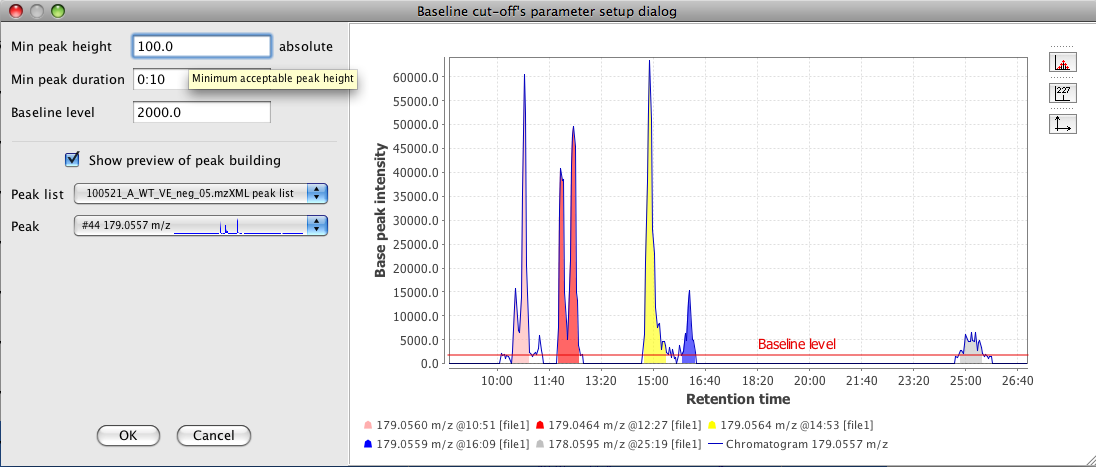 Baseline cut-off's parameter setup dialog
Min peak height 100.0 absolute
Min peak duration 0:10
Minimum acceptable peak height
Baseline level 2000.0
Show preview of peak building
Peak list 100521_A_WT_VE_neg_05.mzXML peak list
Peak #44 179.0557 m/z
OK Cancel
Base peak intensity
60000.0
55000.0
50000.0
45000.0
40000.0
35000.0
30000.0
25000.0
20000.0
15000.0
10000.0
5000.0
0.0
Baseline level
10:00 11:40 13:20 15:00 16:40 18:20 20:00 21:40 23:20 25:00 26:40
Retention time
179.0560 m/z @10:51 [file1] 179.0464 m/z @12:27 [file1] 179.0564 m/z @14:53 [file1]
179.0559 m/z @16:09 [file1] 178.0595 m/z @25:19 [file1] Chromatogram 179.0557 m/z
227